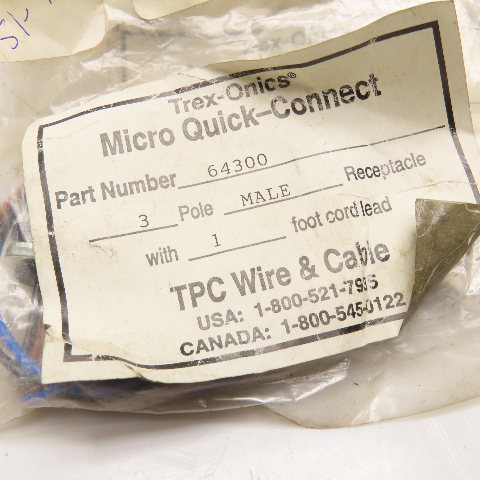 Trex-Onics®
Micro Quick-Connect
Part Number 64300
3 Pole MALE Receptacle
with 1 foot cord lead
TPC Wire & Cable
USA: 1-800-521-7985
CANADA: 1-800-545-0122